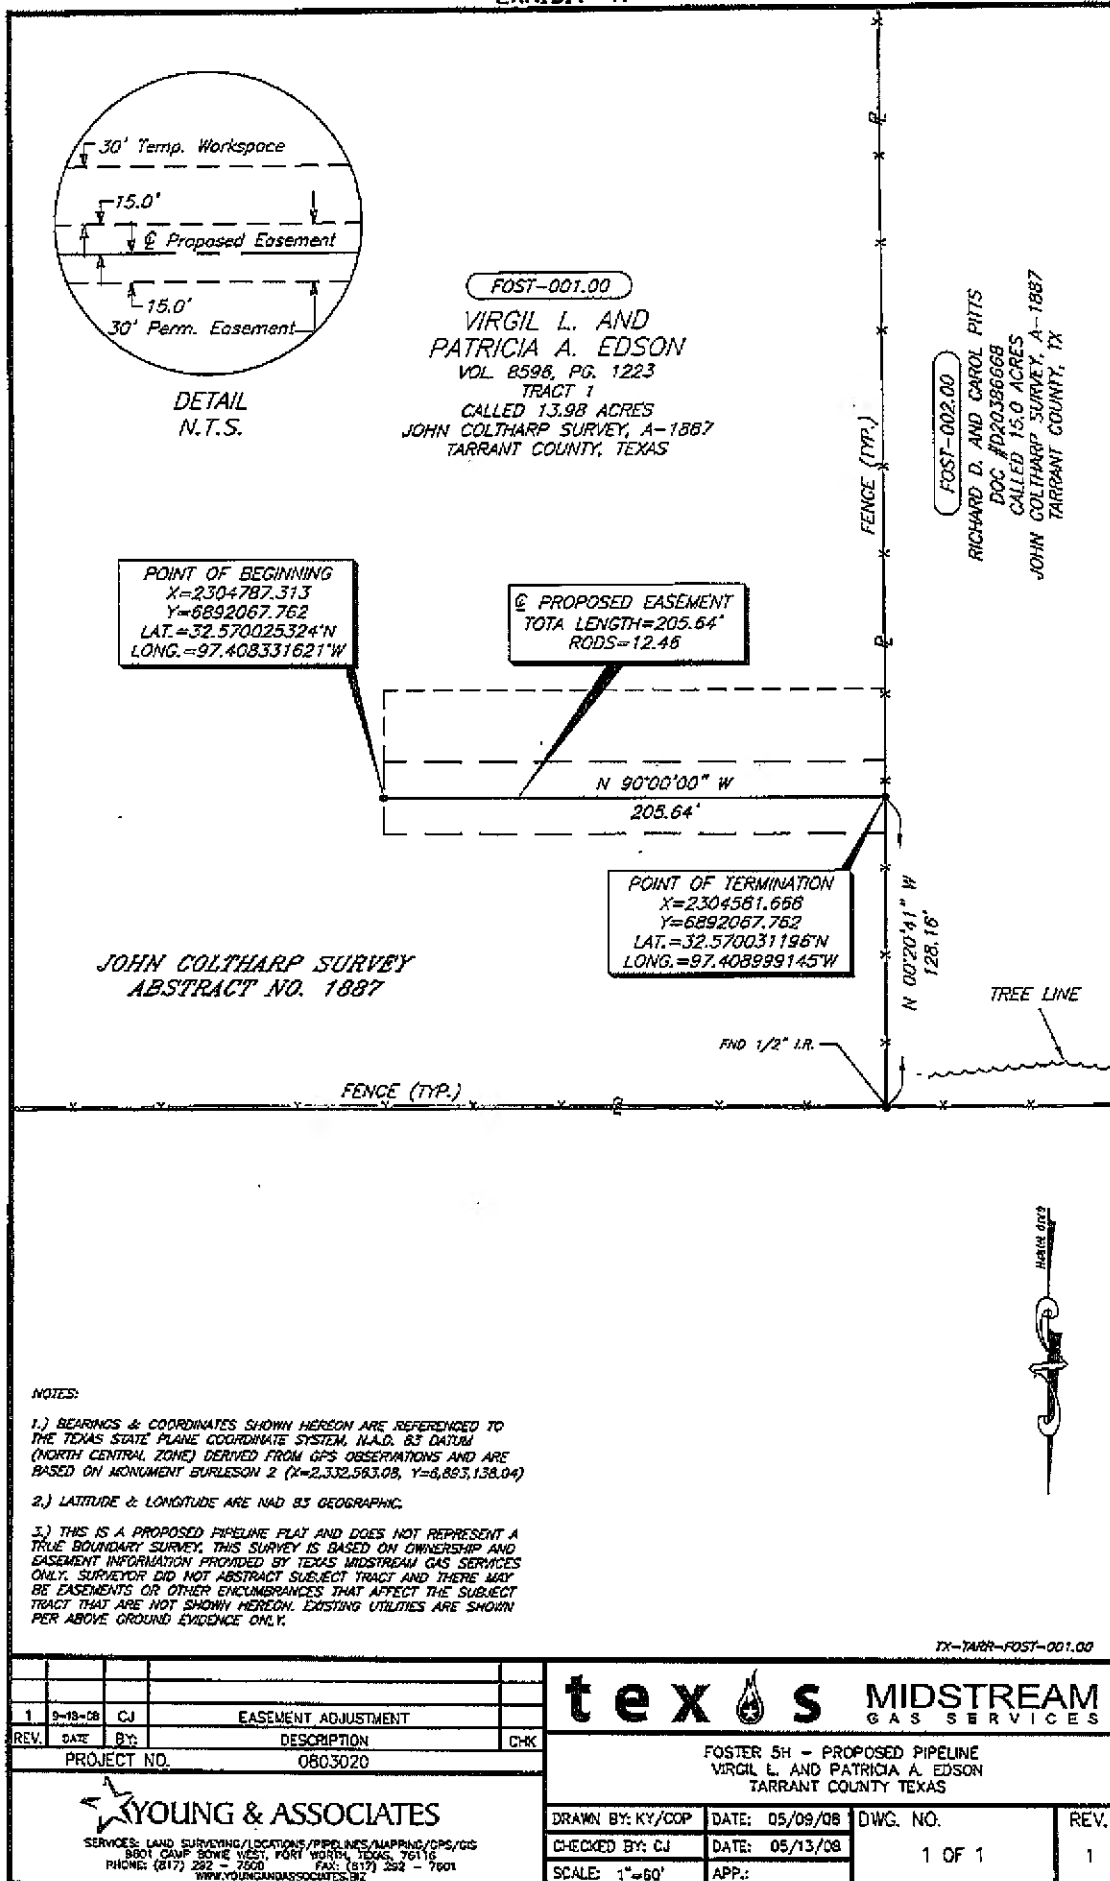 30' Temp. Workspace
15.0'
℄ Proposed Easement
15.0'
30' Perm. Easement
DETAIL
N.T.S.
FOST-001.00
VIRGIL L. AND
PATRICIA A. EDSON
VOL. 8596, PG. 1223
TRACT 1
CALLED 13.98 ACRES
JOHN COLTHARP SURVEY, A-1887
TARRANT COUNTY, TEXAS
FENCE (TYP.)
FOST-002.00
RICHARD D. AND CAROL PITTS
CALLED 15.0 ACRES
JOHN COLTHARP SURVEY, A-1887
TARRANT COUNTY, TX
POINT OF BEGINNING
X=2304787.313
Y=6892067.762
LAT.=32.570025324°N
LONG.=97.408331621°W
℄ PROPOSED EASEMENT
TOTA LENGTH=205.64'
RODS=12.46
N 90°00'00" W
205.64'
POINT OF TERMINATION
X=2304581.666
Y=6892067.762
LAT.=32.570031196°N
LONG.=97.408999145°W
N 00°20'41" W
128.16'
JOHN COLTHARP SURVEY
ABSTRACT NO. 1887
TREE LINE
FND 1/2" I.R.
FENCE (TYP.)
NOTES:
1.) BEARINGS & COORDINATES SHOWN HEREON ARE REFERENCED TO
THE TEXAS STATE PLANE COORDINATE SYSTEM, N.A.D. 83 DATUM
(NORTH CENTRAL ZONE) DERIVED FROM GPS OBSERVATIONS AND ARE
BASED ON MONUMENT BURLESON 2 (X=2,332,563.08, Y=6,893,138.04)
2.) LATITUDE & LONGITUDE ARE NAD 83 GEOGRAPHIC.
3.) THIS IS A PROPOSED PIPELINE PLAT AND DOES NOT REPRESENT A
TRUE BOUNDARY SURVEY. THIS SURVEY IS BASED ON OWNERSHIP AND
EASEMENT INFORMATION PROVIDED BY TEXAS MIDSTREAM GAS SERVICES
ONLY. SURVEYOR DID NOT ABSTRACT SUBJECT TRACT AND THERE MAY
BE EASEMENTS OR OTHER ENCUMBRANCES THAT AFFECT THE SUBJECT
TRACT THAT ARE NOT SHOWN HEREON. EXISTING UTILITIES ARE SHOWN
PER ABOVE GROUND EVIDENCE ONLY.
TX-TARR-FOST-001.00
1 9-18-08 CJ EASEMENT ADJUSTMENT
REV. DATE BY: DESCRIPTION CHK
PROJECT NO. 0803020
YOUNG & ASSOCIATES
SERVICES: LAND SURVEYING/LOCATIONS/PIPELINES/MAPPING/GPS/GIS
9801 CAMP BOWIE WEST, FORT WORTH, TEXAS, 76116
PHONE: (817) 292 - 7600 FAX: (817) 292 - 7601
WWW.YOUNGANDASSOCIATES.BIZ
texas MIDSTREAM
GAS SERVICES
FOSTER 5H - PROPOSED PIPELINE
VIRGIL L. AND PATRICIA A. EDSON
TARRANT COUNTY TEXAS
DRAWN BY: KY/COP DATE: 05/09/08 DWG. NO. REV.
CHECKED BY: CJ DATE: 05/13/08 1 OF 1 1
SCALE: 1"=60' APP.: